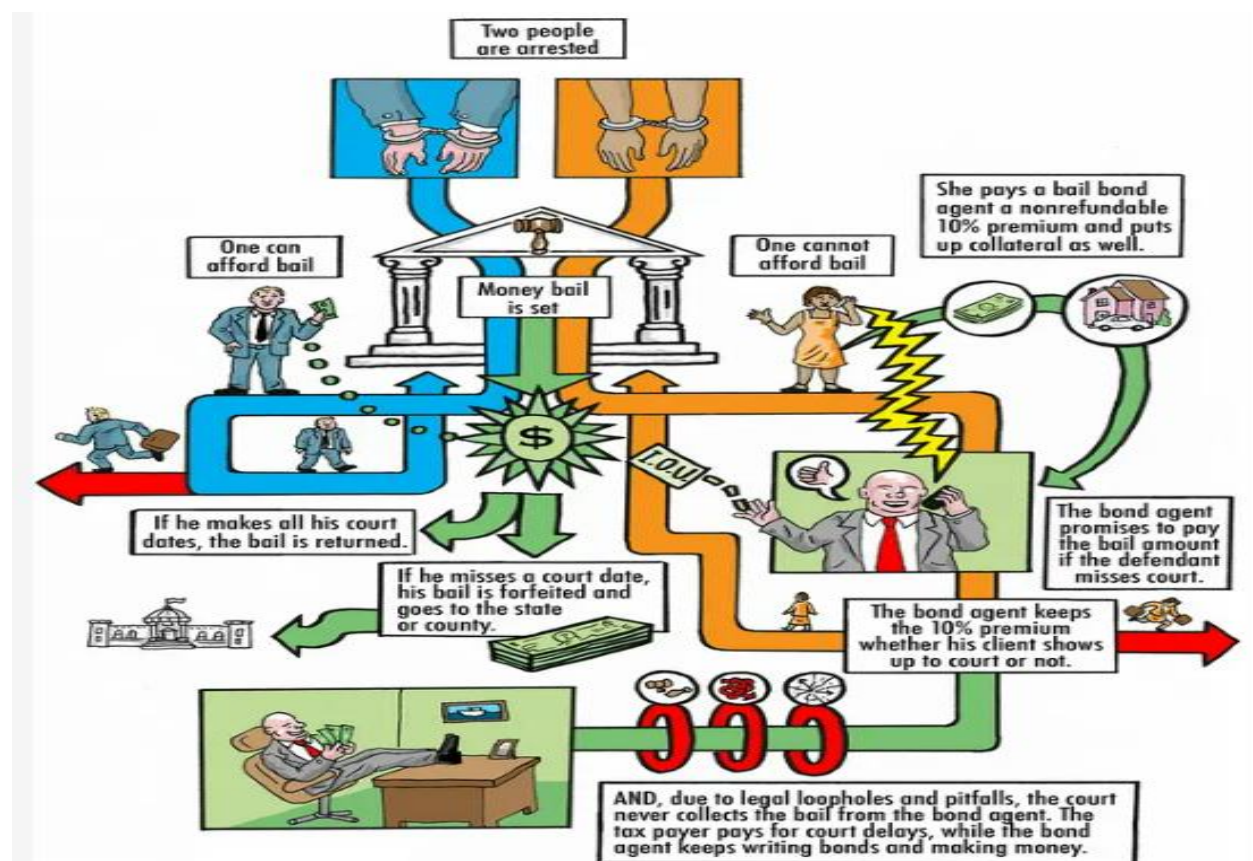 Two people
are arrested
She pays a bail bond
agent a nonrefundable
10% premium and puts
up collateral as well.
One can
afford bail
One cannot
afford bail
Money bail
is set
$
I.O.U.
If he makes all his court
dates, the bail is returned.
The bond agent
promises to pay
the bail amount
if the defendant
misses court.
If he misses a court date,
his bail is forfeited and
goes to the state
or county.
The bond agent keeps
the 10% premium
whether his client shows
up to court or not.
AND, due to legal loopholes and pitfalls, the court
never collects the bail from the bond agent. The
tax payer pays for court delays, while the bond
agent keeps writing bonds and making money.